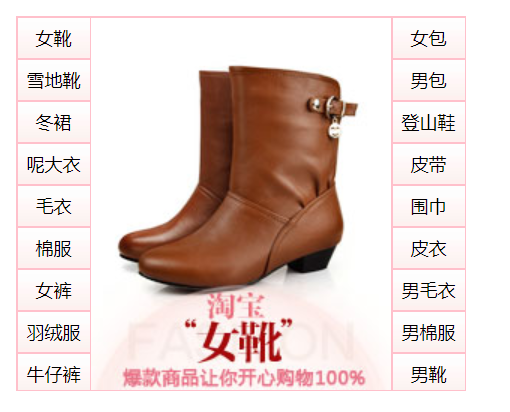 女靴
雪地靴
冬裙
呢大衣
毛衣
棉服
女裤
羽绒服
牛仔裤
FASHION
淘宝
“女靴”
爆款商品让你开心购物100%
女包
男包
登山鞋
皮带
围巾
皮衣
男毛衣
男棉服
男靴